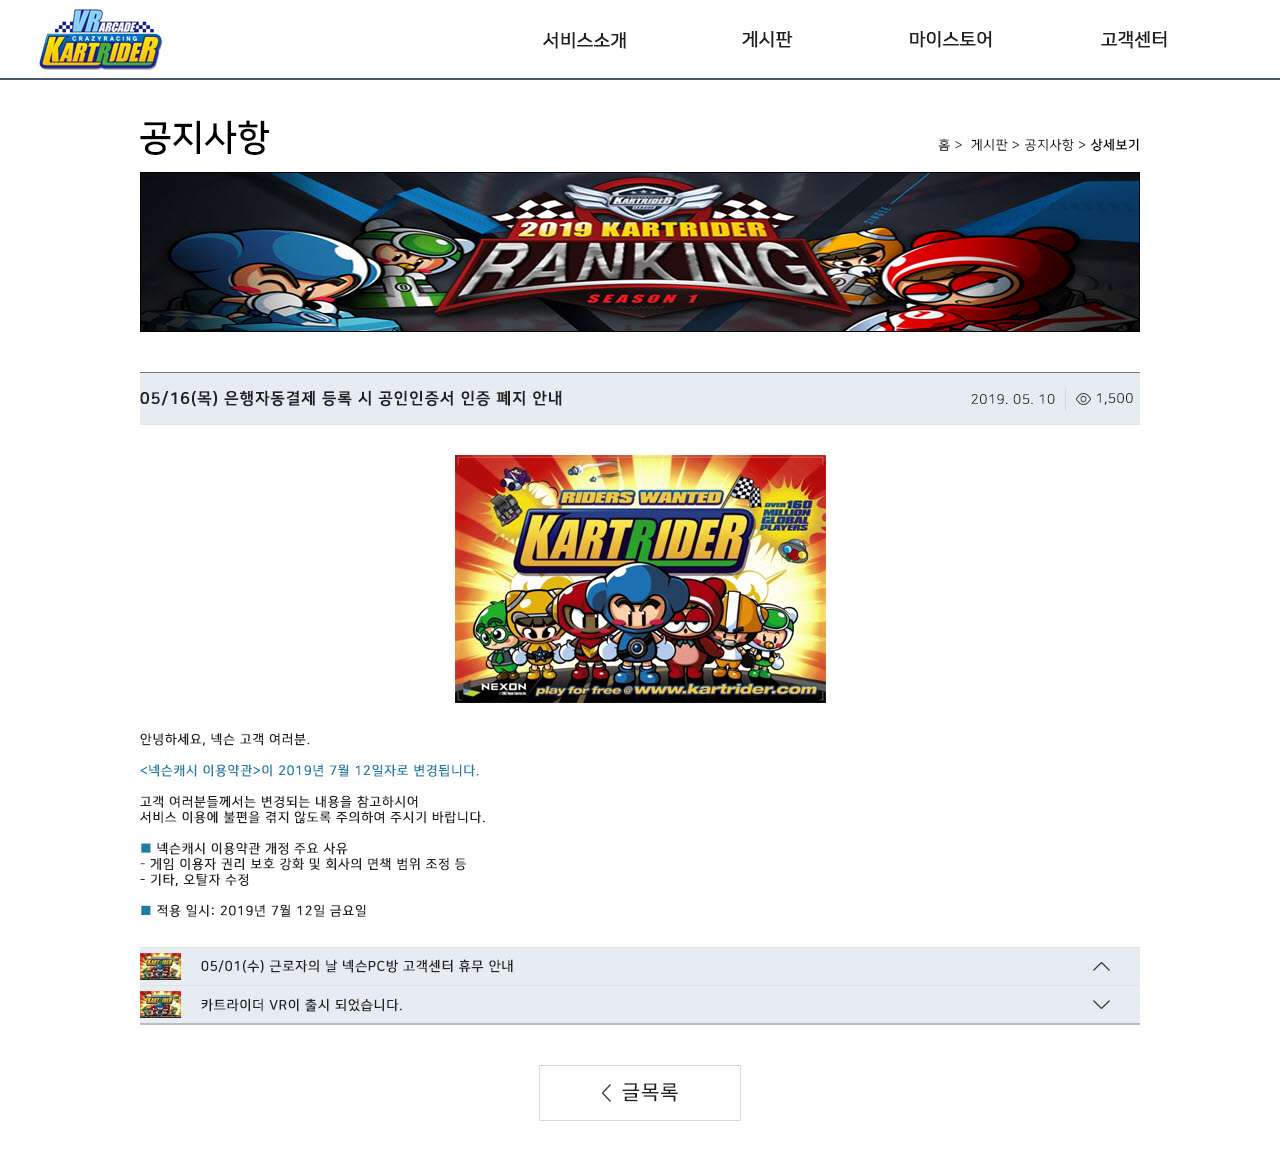 VR ARCADE
CRAZYRACING
KARTRIDER
서비스소개
게시판
마이스토어
고객센터
공지사항
홈 > 게시판 > 공지사항 > 상세보기
KARTRIDER
LEAGUE
SINGLE
2019 KARTRIDER
RANKING
SEASON 1
05/16(목) 은행자동결제 등록 시 공인인증서 인증 폐지 안내
2019. 05. 10
1,500
RIDERS WANTED
KARTRIDER
OVER 160
MILLION
GLOBAL
PLAYERS
NEXON
play for free @ www.kartrider.com
안녕하세요, 넥슨 고객 여러분.
<넥슨캐시 이용약관>이 2019년 7월 12일자로 변경됩니다.
고객 여러분들께서는 변경되는 내용을 참고하시어
서비스 이용에 불편을 겪지 않도록 주의하여 주시기 바랍니다.
■ 넥슨캐시 이용약관 개정 주요 사유
- 게임 이용자 권리 보호 강화 및 회사의 면책 범위 조정 등
- 기타, 오탈자 수정
■ 적용 일시: 2019년 7월 12일 금요일
05/01(수) 근로자의 날 넥슨PC방 고객센터 휴무 안내
카트라이더 VR이 출시 되었습니다.
글목록